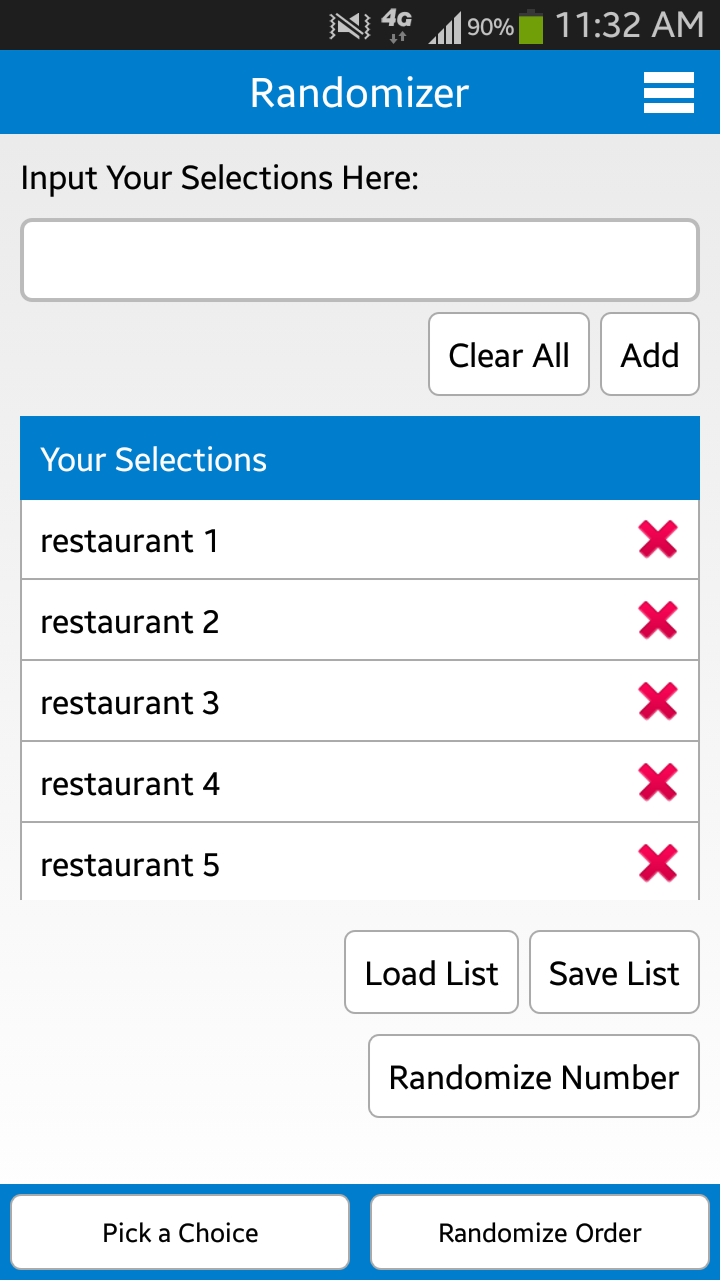 4G 90% 11:32 AM
Randomizer
Input Your Selections Here:
Clear All Add
Your Selections
restaurant 1
restaurant 2
restaurant 3
restaurant 4
restaurant 5
Load List Save List
Randomize Number
Pick a Choice Randomize Order